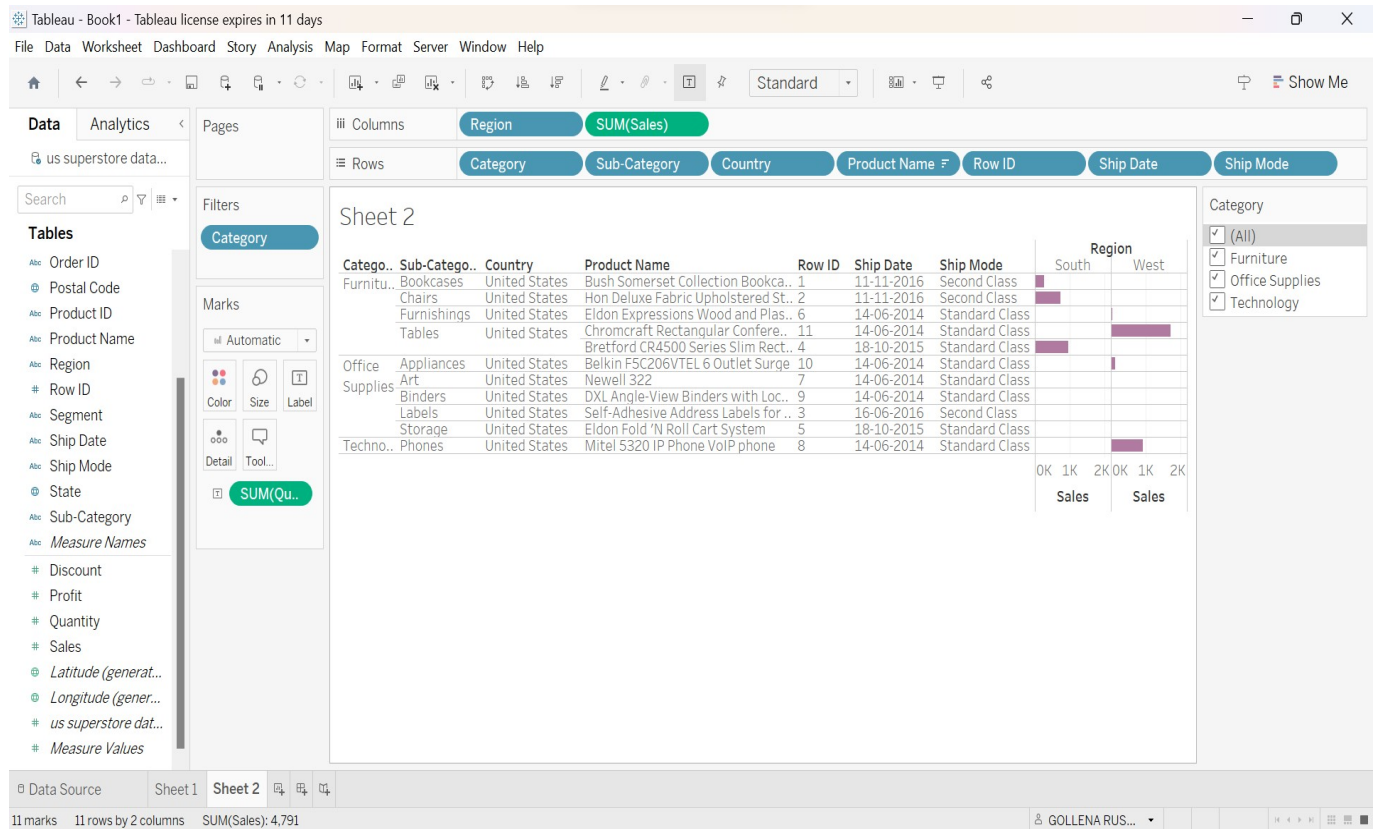 Tableau - Book1 - Tableau license expires in 11 days
File Data Worksheet Dashboard Story Analysis Map Format Server Window Help
Standard
Show Me
Data Analytics
us superstore data...
Search
Tables
Abc Order ID
Postal Code
Abc Product ID
Abc Product Name
Abc Region
# Row ID
Abc Segment
Abc Ship Date
Abc Ship Mode
State
Abc Sub-Category
Abc Measure Names
# Discount
# Profit
# Quantity
# Sales
Latitude (generat...
Longitude (gener...
# us superstore dat...
# Measure Values
Pages
Filters
Category
Marks
Automatic
Color Size Label
Detail Tool...
SUM(Qu..
iii Columns Region SUM(Sales)
Rows Category Sub-Category Country Product Name Row ID Ship Date Ship Mode
Sheet 2
Region
Catego.. Sub-Catego.. Country Product Name Row ID Ship Date Ship Mode South West
Furnitu.. Bookcases United States Bush Somerset Collection Bookca.. 1 11-11-2016 Second Class
Chairs United States Hon Deluxe Fabric Upholstered St.. 2 11-11-2016 Second Class
Furnishings United States Eldon Expressions Wood and Plas.. 6 14-06-2014 Standard Class
Tables United States Chromcraft Rectangular Confere.. 11 14-06-2014 Standard Class
Bretford CR4500 Series Slim Rect.. 4 18-10-2015 Standard Class
Office Supplies Appliances United States Belkin F5C206VTEL 6 Outlet Surge 10 14-06-2014 Standard Class
Art United States Newell 322 7 14-06-2014 Standard Class
Binders United States DXL Angle-View Binders with Loc.. 9 14-06-2014 Standard Class
Labels United States Self-Adhesive Address Labels for .. 3 16-06-2016 Second Class
Storage United States Eldon Fold 'N Roll Cart System 5 18-10-2015 Standard Class
Techno.. Phones United States Mitel 5320 IP Phone VoIP phone 8 14-06-2014 Standard Class
0K 1K 2K 0K 1K 2K
Sales Sales
Category
(All)
Furniture
Office Supplies
Technology
Data Source Sheet 1 Sheet 2
11 marks 11 rows by 2 columns SUM(Sales): 4,791
GOLLENA RUS...